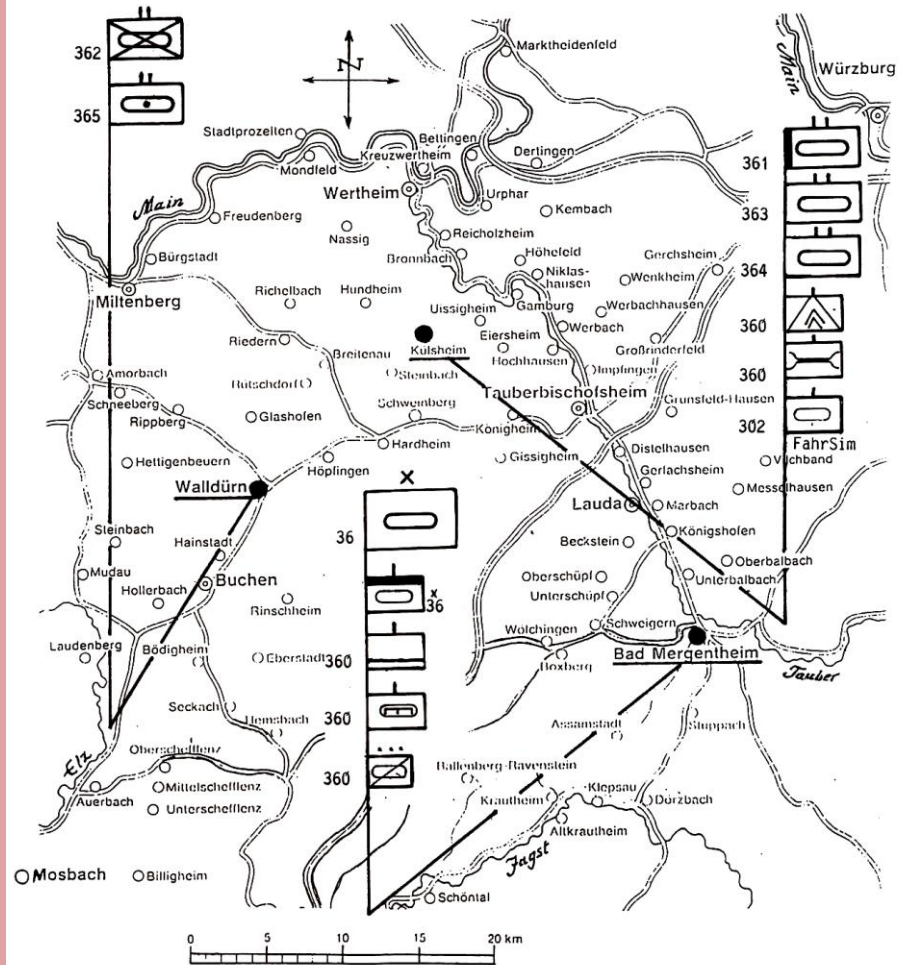 362
365
N
Marktheidenfeld
Main
Würzburg
Stadtprozellen
Mondfeld
Bettingen
Kreuzwertheim
Dertingen
Wertheim
Urphar
361
Main
Freudenberg
Nassig
Kembach
363
Reicholzheim
Bronnbach
Höhefeld
Gerchsheim
Bürgstadt
Niklas-
hausen
Wenkheim
364
Miltenberg
Richelbach
Hundheim
Gamburg
Uissigheim
Werbachhausen
Werbach
Eiersheim
360
Riedern
Külsheim
Hochhausen
Großrinderfeld
Breitenau
Steinbach
Impfingen
360
Amorbach
Rütschdorf
Tauberbischofsheim
Schneeberg
Rippberg
Glashofen
Schweinberg
Königheim
Grünsfeld-Hausen
302
FahrSim
Hardheim
Distelhausen
Hettigenbeuern
Höpfingen
Gissigheim
Gerlachsheim
Vilchband
Walldürn
X
Messelhausen
Lauda
Marbach
Steinbach
36
Königshofen
Hainstadt
Beckstein
Mudau
Buchen
Oberbalbach
Hollerbach
Rinschheim
x
36
Oberschüpf
Unterbalbach
Unterschüpf
Laudenberg
Bödigheim
Eberstadt
360
Wölchingen
Schweigern
Boxberg
Bad Mergentheim
Tauber
Seckach
Hemsbach
360
Assamstadt
Stuppach
Elz
Oberschefflenz
Ballenberg-Ravenstein
Auerbach
Mittelschefflenz
360
Krautheim
Klepsau
Dörzbach
Unterschefflenz
Altkrautheim
Jagst
Mosbach
Billigheim
Schöntal
0 5 10 15 20 km